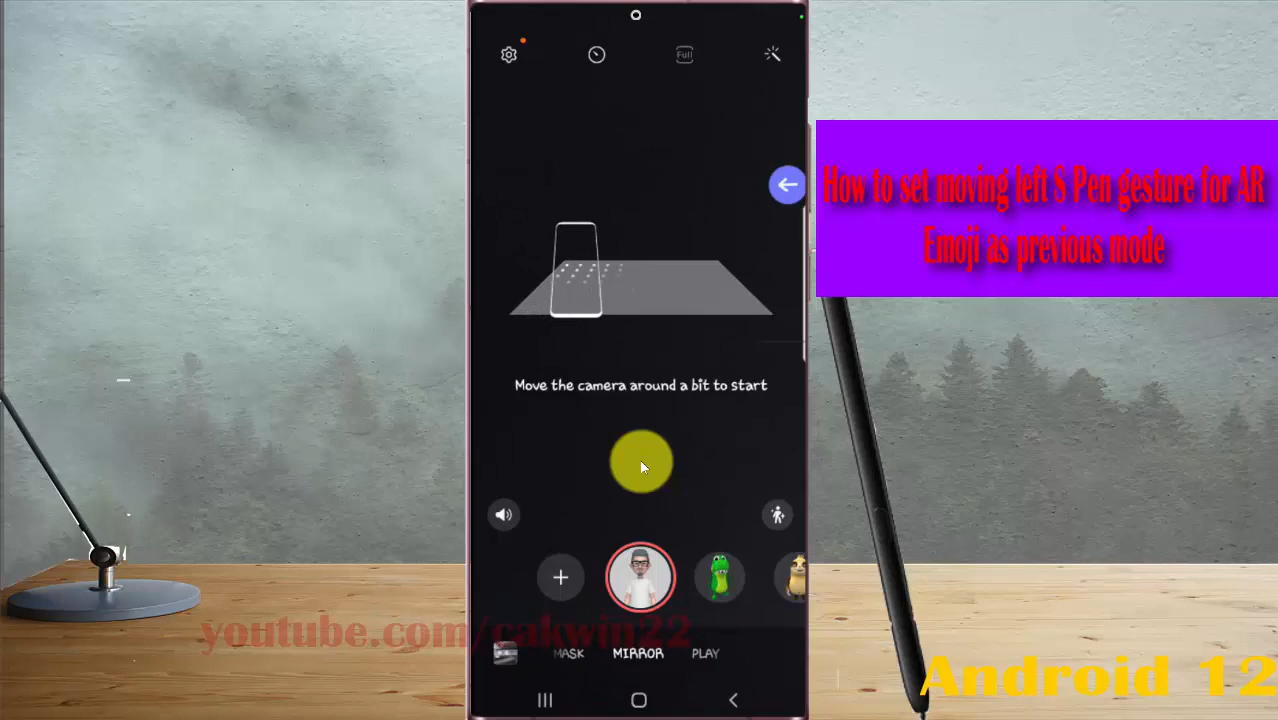 Full
How to set moving left S Pen gesture for AR
Emoji as previous mode
Move the camera around a bit to start
youtube.com/cakwin22
MASK MIRROR PLAY
Android 12